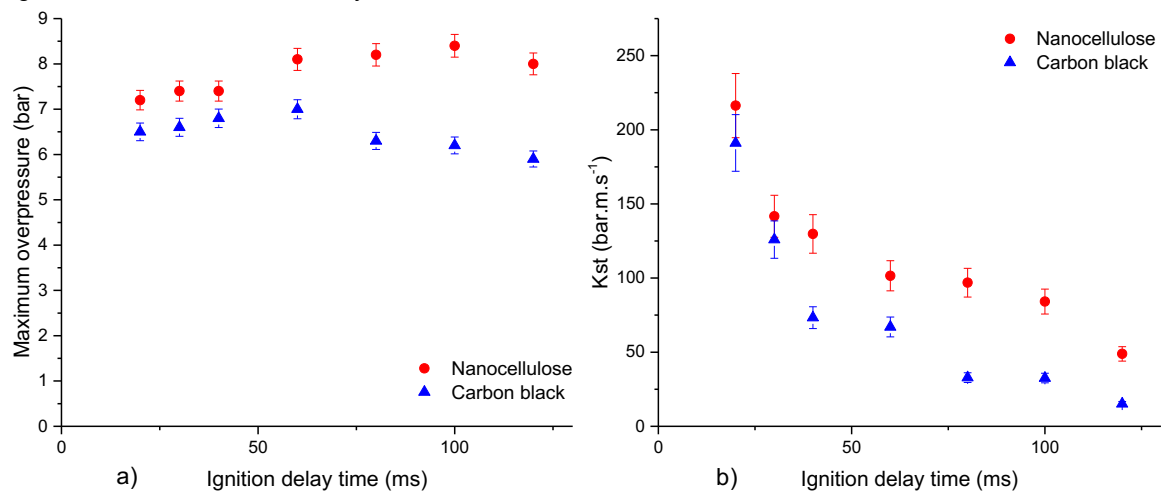 9
8
7
6
5
4
3
2
1
0
Maximum overpressure (bar)
Nanocellulose
Carbon black
0
50
100
a)
Ignition delay time (ms)
250
200
150
100
50
0
Kst (bar.m.s⁻¹)
Nanocellulose
Carbon black
0
50
100
b)
Ignition delay time (ms)